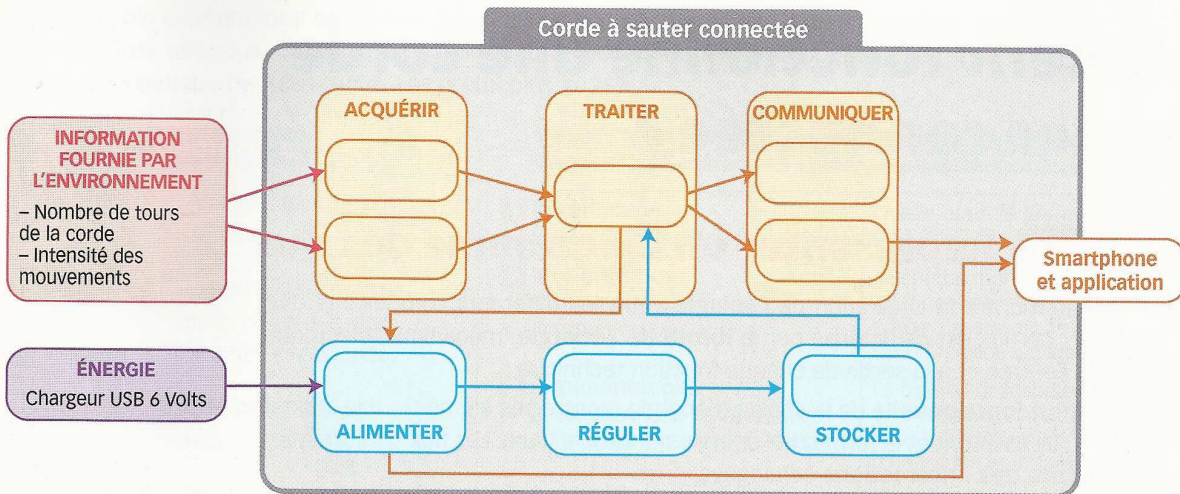 Corde à sauter connectée
ACQUÉRIR
TRAITER
COMMUNIQUER
INFORMATION
FOURNIE PAR
L'ENVIRONNEMENT
– Nombre de tours
de la corde
– Intensité des
mouvements
Smartphone
et application
ÉNERGIE
Chargeur USB 6 Volts
ALIMENTER
RÉGULER
STOCKER